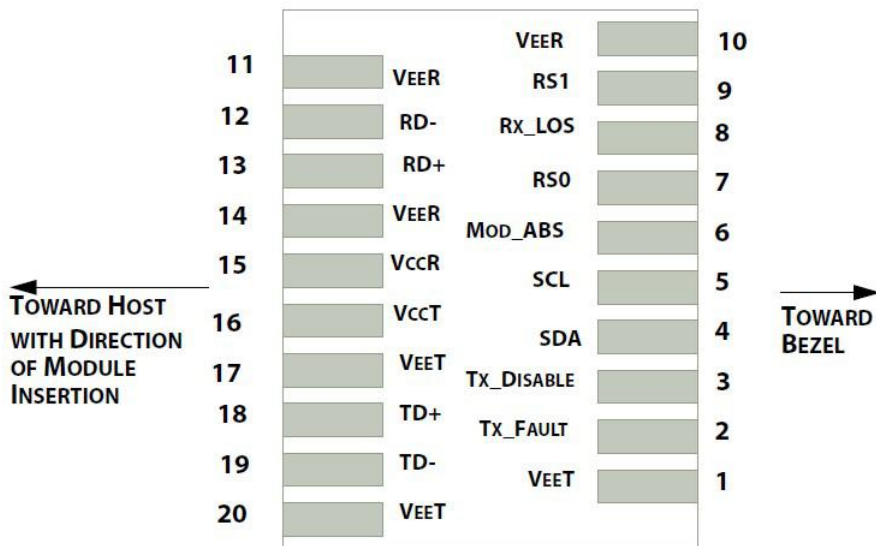 11 VEER
12 RD-
13 RD+
14 VEER
15 VCCR
16 VCCT
17 VEET
18 TD+
19 TD-
20 VEET
VEER 10
RS1 9
RX_LOS 8
RS0 7
MOD_ABS 6
SCL 5
SDA 4
TX_DISABLE 3
TX_FAULT 2
VEET 1
TOWARD HOST
WITH DIRECTION
OF MODULE
INSERTION
TOWARD
BEZEL